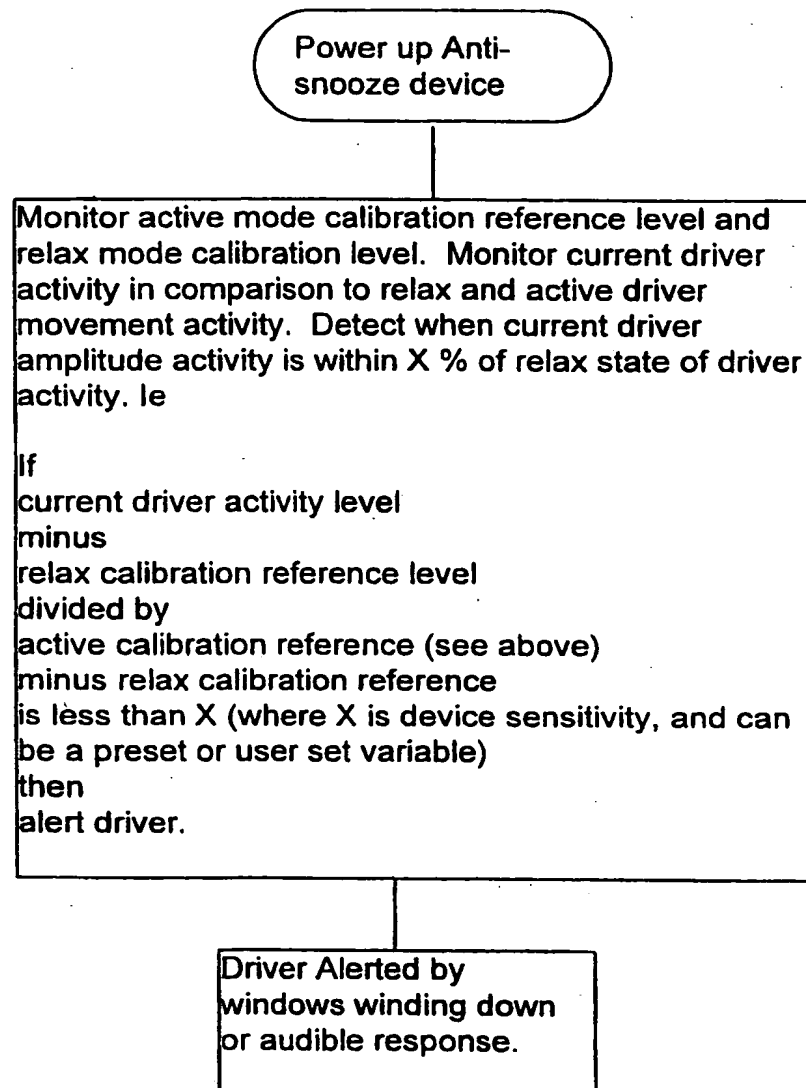 Power up Anti-
snooze device
Monitor active mode calibration reference level and
relax mode calibration level.  Monitor current driver
activity in comparison to relax and active driver
movement activity.  Detect when current driver
amplitude activity is within X % of relax state of driver
activity. Ie
If
current driver activity level
minus
relax calibration reference level
divided by
active calibration reference (see above)
minus relax calibration reference
is less than X (where X is device sensitivity, and can
be a preset or user set variable)
then
alert driver.
Driver Alerted by
windows winding down
or audible response.